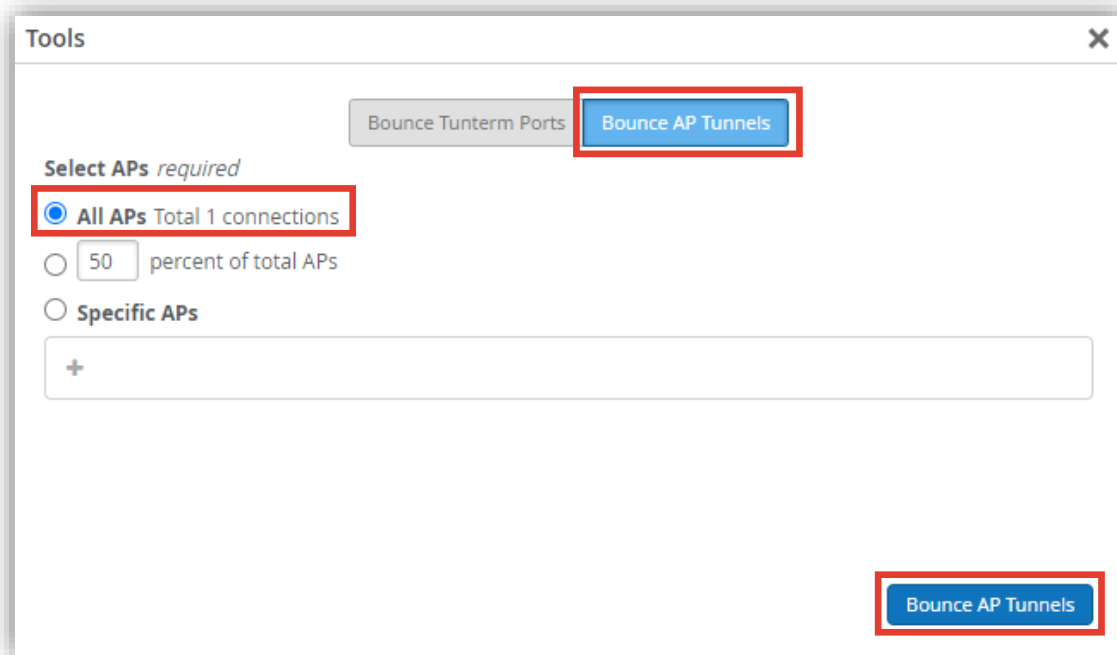 Tools
Bounce Tunterm Ports Bounce AP Tunnels
Select APs required
All APs Total 1 connections
50 percent of total APs
Specific APs
Bounce AP Tunnels